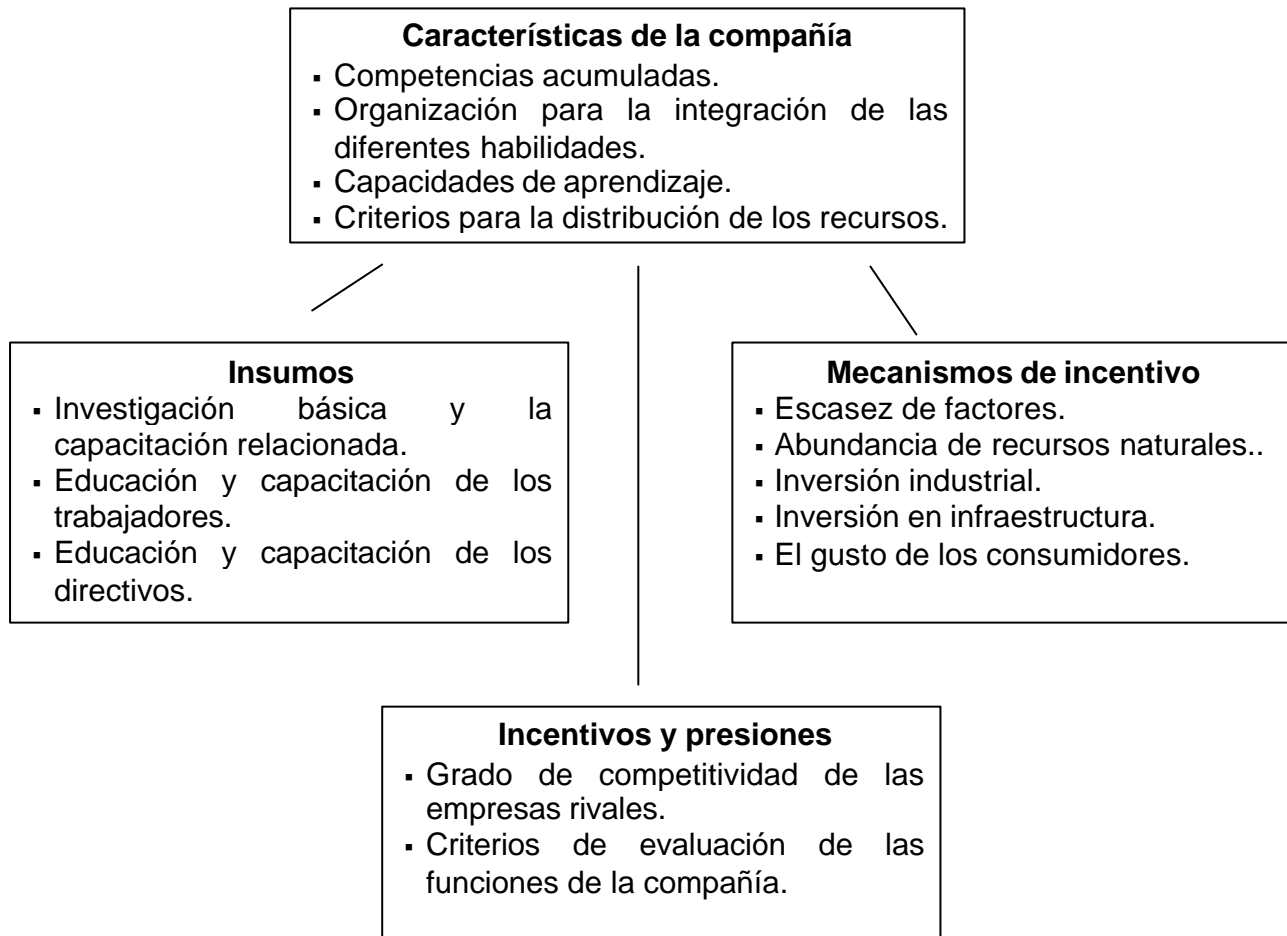 Características de la compañía
▪ Competencias acumuladas.
▪ Organización para la integración de las
diferentes habilidades.
▪ Capacidades de aprendizaje.
▪ Criterios para la distribución de los recursos.
Insumos
▪ Investigación básica y la
capacitación relacionada.
▪ Educación y capacitación de los
trabajadores.
▪ Educación y capacitación de los
directivos.
Mecanismos de incentivo
▪ Escasez de factores.
▪ Abundancia de recursos naturales..
▪ Inversión industrial.
▪ Inversión en infraestructura.
▪ El gusto de los consumidores.
Incentivos y presiones
▪ Grado de competitividad de las
empresas rivales.
▪ Criterios de evaluación de las
funciones de la compañía.